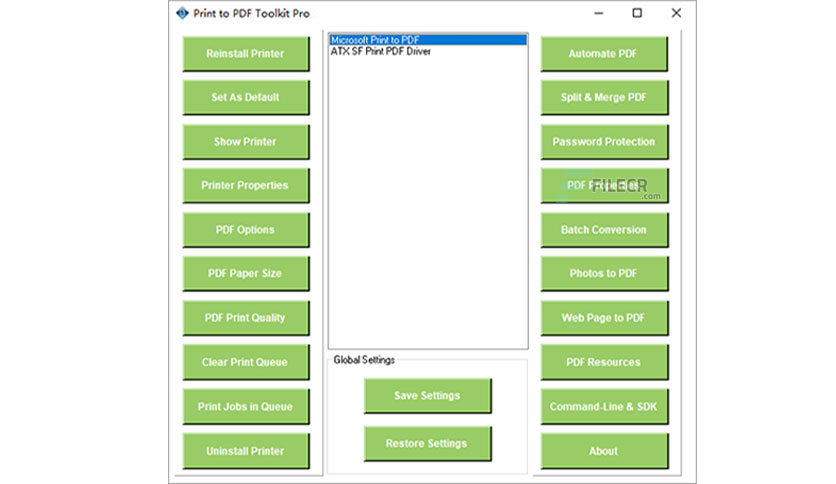 Print to PDF Toolkit Pro
Reinstall Printer
Set As Default
Show Printer
Printer Properties
PDF Options
PDF Paper Size
PDF Print Quality
Clear Print Queue
Print Jobs in Queue
Uninstall Printer
Microsoft Print to PDF
ATX SF Print PDF Driver
Global Settings
Save Settings
Restore Settings
Automate PDF
Split & Merge PDF
Password Protection
PDF Properties
FILECR
.com
Batch Conversion
Photos to PDF
Web Page to PDF
PDF Resources
Command-Line & SDK
About